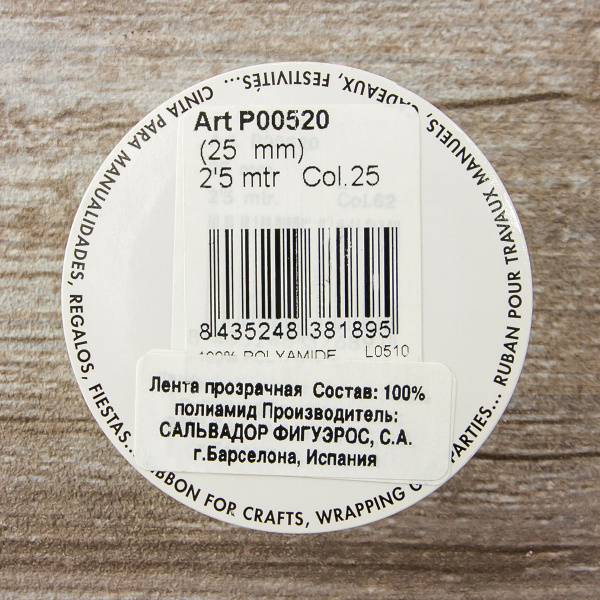 Art P00520
(25 mm)
2'5 mtr Col.25
8 435248 381895
100% POLYAMIDE L0510
Лента прозрачная Состав: 100%
полиамид Производитель:
САЛЬВАДОР ФИГУЭРОС, С.А.
г.Барселона, Испания
CINTA PARA MANUALIDADES, REGALOS, FIESTAS...
RIBBON FOR CRAFTS, WRAPPING PARTIES...
RUBAN POUR TRAVAUX MANUELS, CADEAUX, FESTIVITÉS...